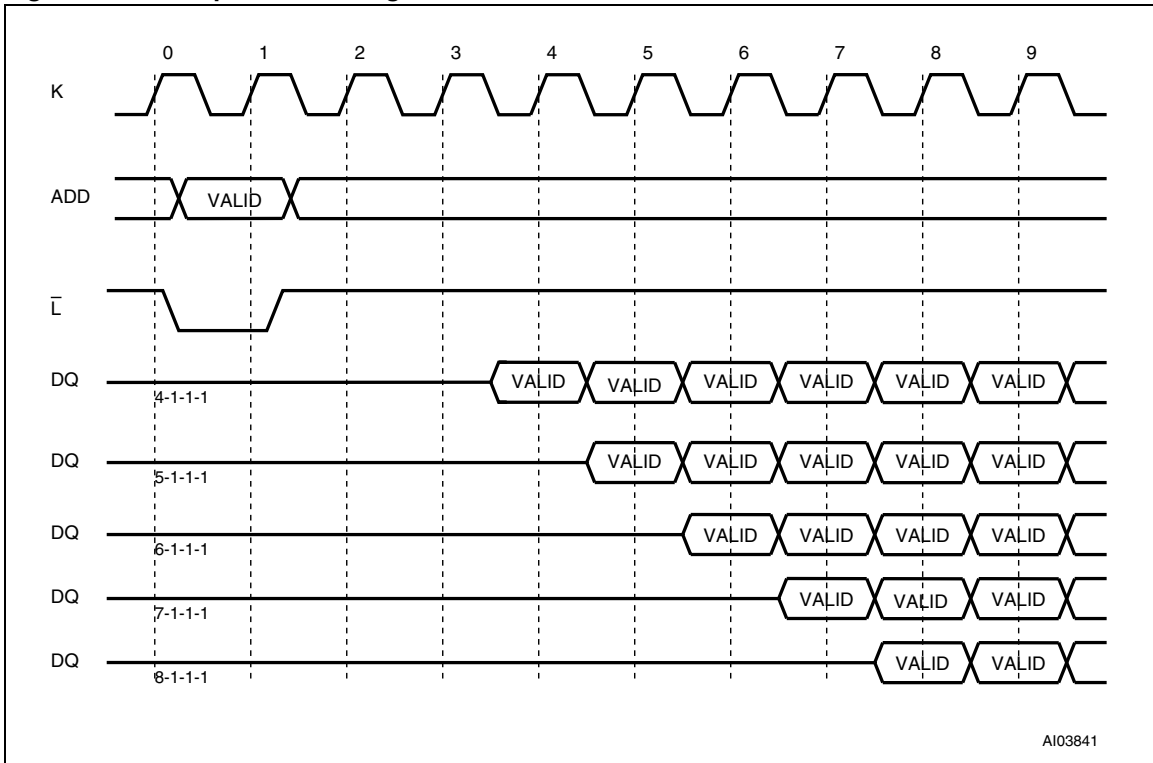 0 1 2 3 4 5 6 7 8 9
K
ADD VALID
L̅
DQ VALID VALID VALID VALID VALID VALID
4-1-1-1
DQ VALID VALID VALID VALID VALID
5-1-1-1
DQ VALID VALID VALID VALID
6-1-1-1
DQ VALID VALID VALID
7-1-1-1
DQ VALID VALID
8-1-1-1
AI03841